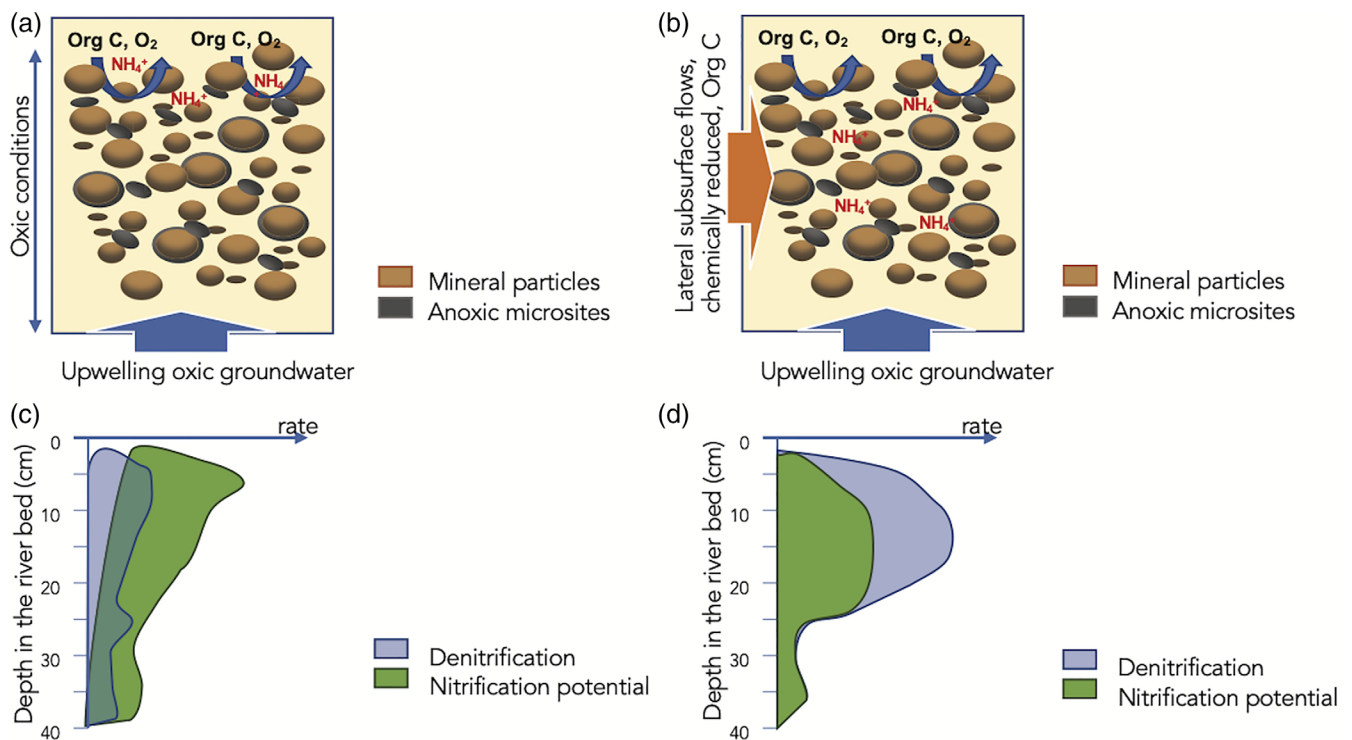 (a)
Org C, O₂
Org C, O₂
NH₄⁺
NH₄
NH₄⁺
Oxic conditions
Mineral particles
Anoxic microsites
Upwelling oxic groundwater
(b)
Org C, O₂
Org C, O₂
NH₄⁺
NH₄⁺
NH₄⁺
NH₄⁺
Lateral subsurface flows,
chemically reduced, Org C
Mineral particles
Anoxic microsites
Upwelling oxic groundwater
(c)
rate
0
10
20
30
40
Depth in the river bed (cm)
Denitrification
Nitrification potential
(d)
rate
0
10
20
30
40
Depth in the river bed (cm)
Denitrification
Nitrification potential